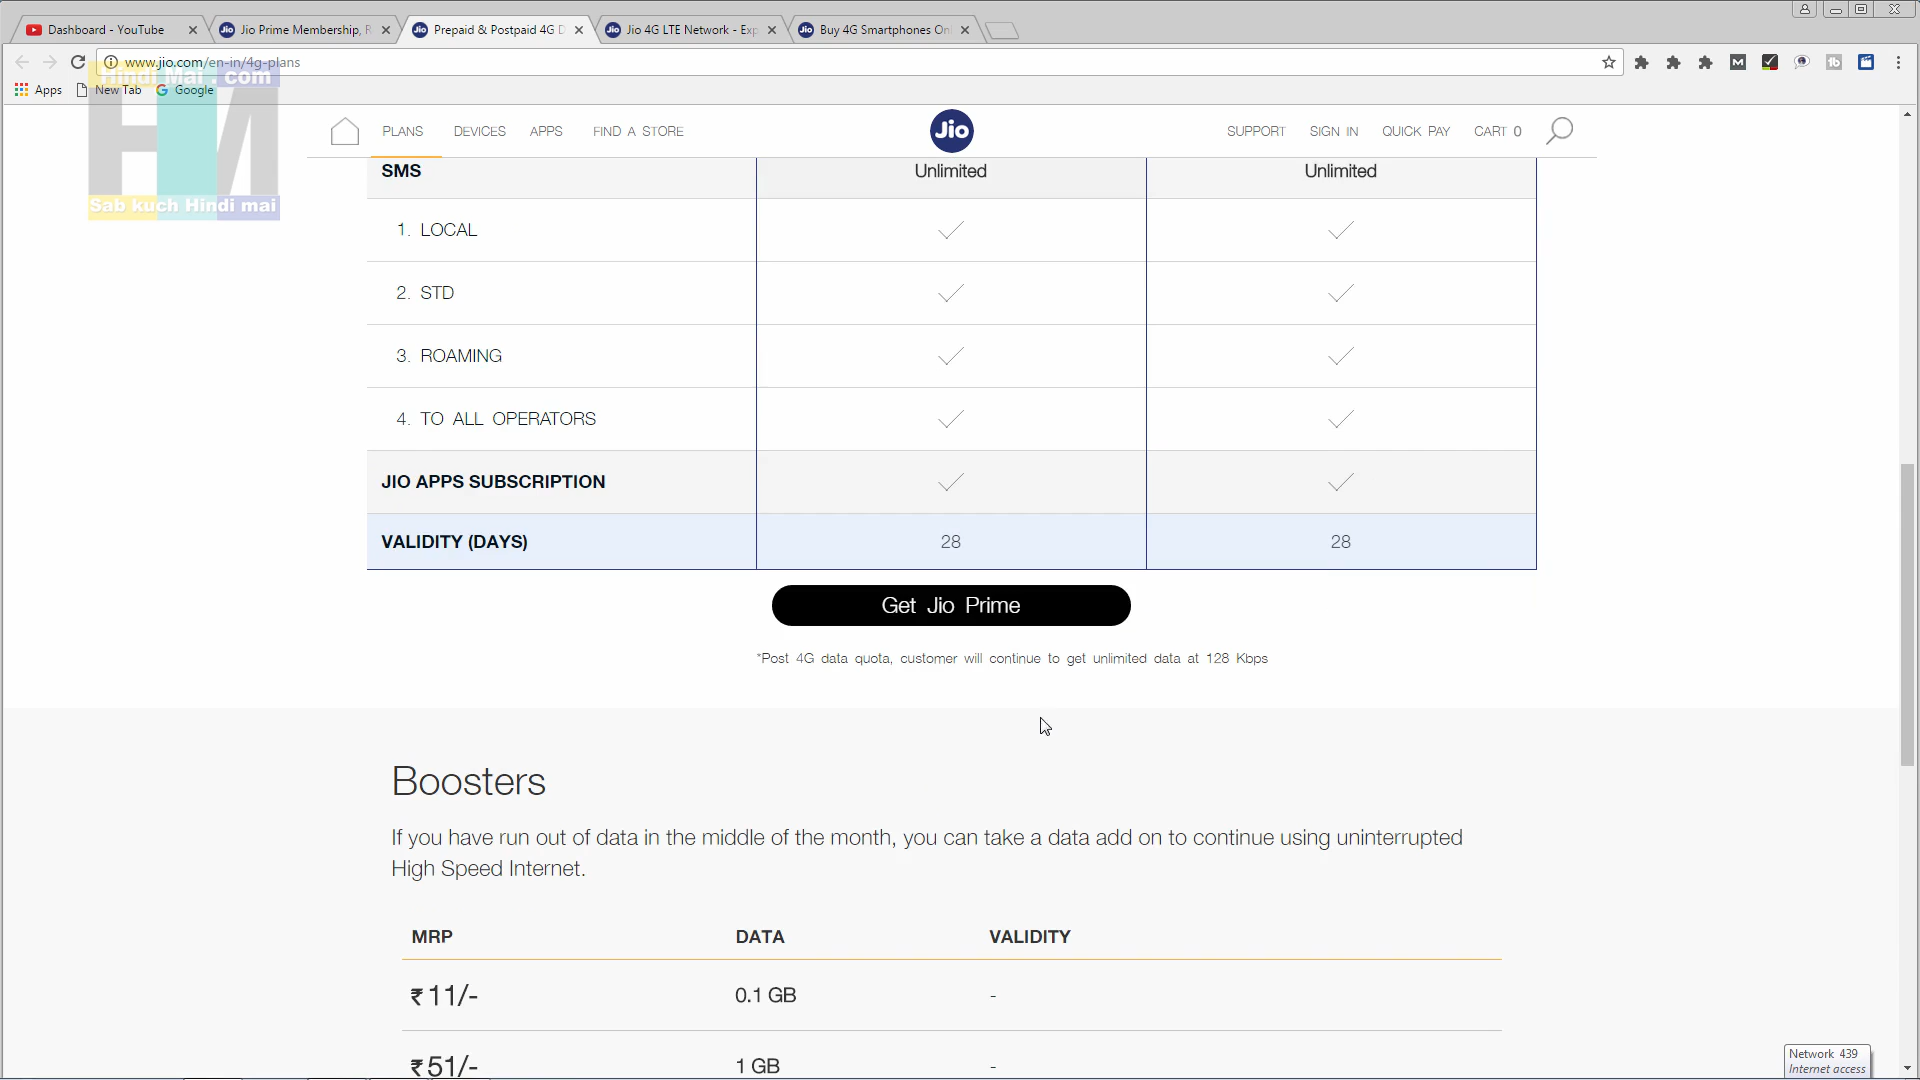 Dashboard - YouTube
Jio Prime Membership, R
Prepaid & Postpaid 4G D
Jio 4G LTE Network - Exp
Buy 4G Smartphones On
www.jio.com/en-in/4g-plans
Apps
New Tab
Google
Hindi Mai . com
HM
Sab kuch Hindi mai
PLANS
DEVICES
APPS
FIND A STORE
Jio
SUPPORT
SIGN IN
QUICK PAY
CART 0
SMS Unlimited Unlimited
1. LOCAL
2. STD
3. ROAMING
4. TO ALL OPERATORS
JIO APPS SUBSCRIPTION
VALIDITY (DAYS) 28 28
Get Jio Prime
*Post 4G data quota, customer will continue to get unlimited data at 128 Kbps
Boosters
If you have run out of data in the middle of the month, you can take a data add on to continue using uninterrupted
High Speed Internet.
MRP DATA VALIDITY
₹11/- 0.1 GB -
₹51/- 1 GB -
Network 439
Internet access